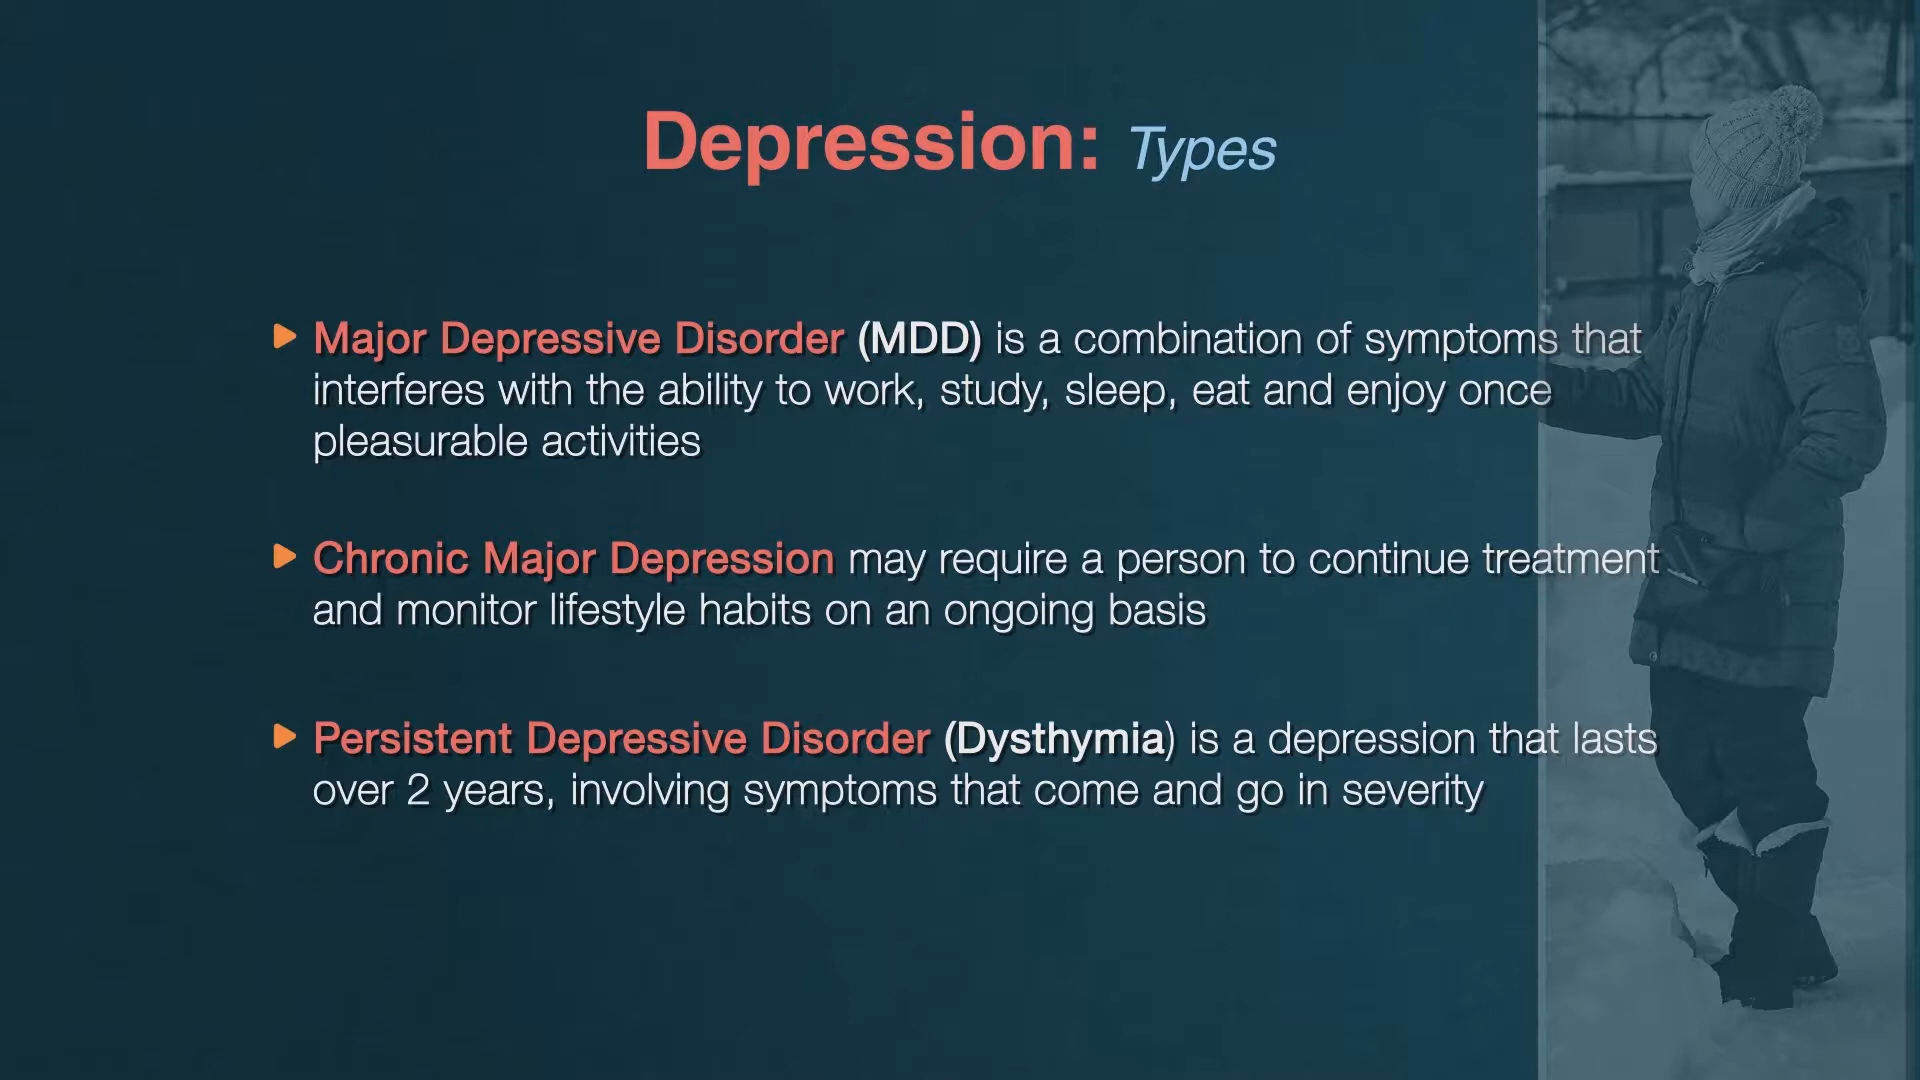 Depression: Types
Major Depressive Disorder (MDD) is a combination of symptoms that
interferes with the ability to work, study, sleep, eat and enjoy once
pleasurable activities
Chronic Major Depression may require a person to continue treatment
and monitor lifestyle habits on an ongoing basis
Persistent Depressive Disorder (Dysthymia) is a depression that lasts
over 2 years, involving symptoms that come and go in severity